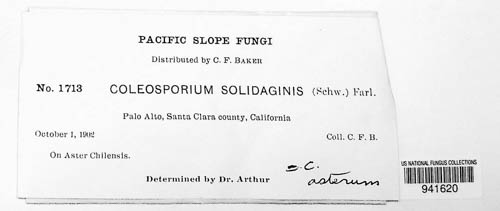 PACIFIC SLOPE FUNGI
Distributed by C. F. BAKER
No. 1713 COLEOSPORIUM SOLIDAGINIS (Schw.) Farl.
Palo Alto, Santa Clara county, California
October 1, 1902 Coll. C. F. B.
On Aster Chilensis.
Determined by Dr. Arthur
= C. asterum
US NATIONAL FUNGUS COLLECTIONS
941620